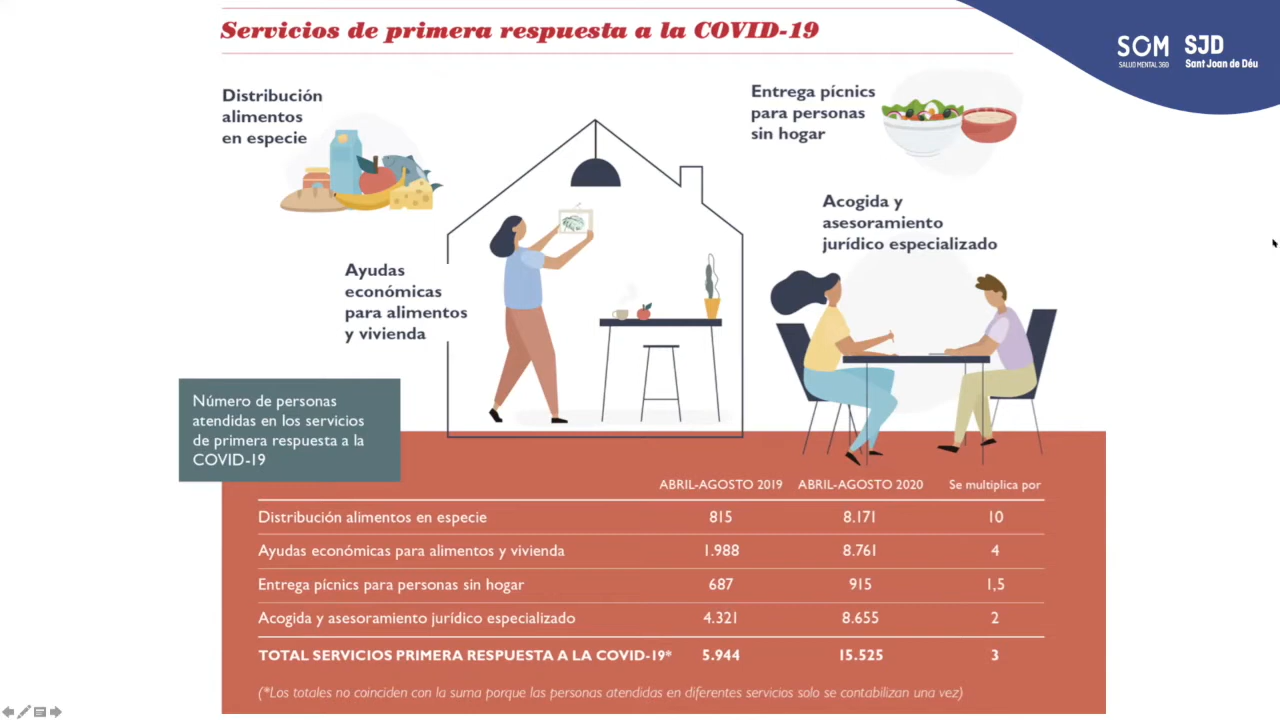 Servicios de primera respuesta a la COVID-19
SOM
SALUD MENTAL 360
SJD
Sant Joan de Déu
Distribución
alimentos
en especie
Entrega pícnics
para personas
sin hogar
Acogida y
asesoramiento
jurídico especializado
Ayudas
económicas
para alimentos
y vivienda
Número de personas
atendidas en los servicios
de primera respuesta a la
COVID-19
ABRIL-AGOSTO 2019 ABRIL-AGOSTO 2020 Se multiplica por
Distribución alimentos en especie 815 8.171 10
Ayudas económicas para alimentos y vivienda 1.988 8.761 4
Entrega pícnics para personas sin hogar 687 915 1,5
Acogida y asesoramiento jurídico especializado 4.321 8.655 2
TOTAL SERVICIOS PRIMERA RESPUESTA A LA COVID-19* 5.944 15.525 3
(*Los totales no coinciden con la suma porque las personas atendidas en diferentes servicios solo se contabilizan una vez)